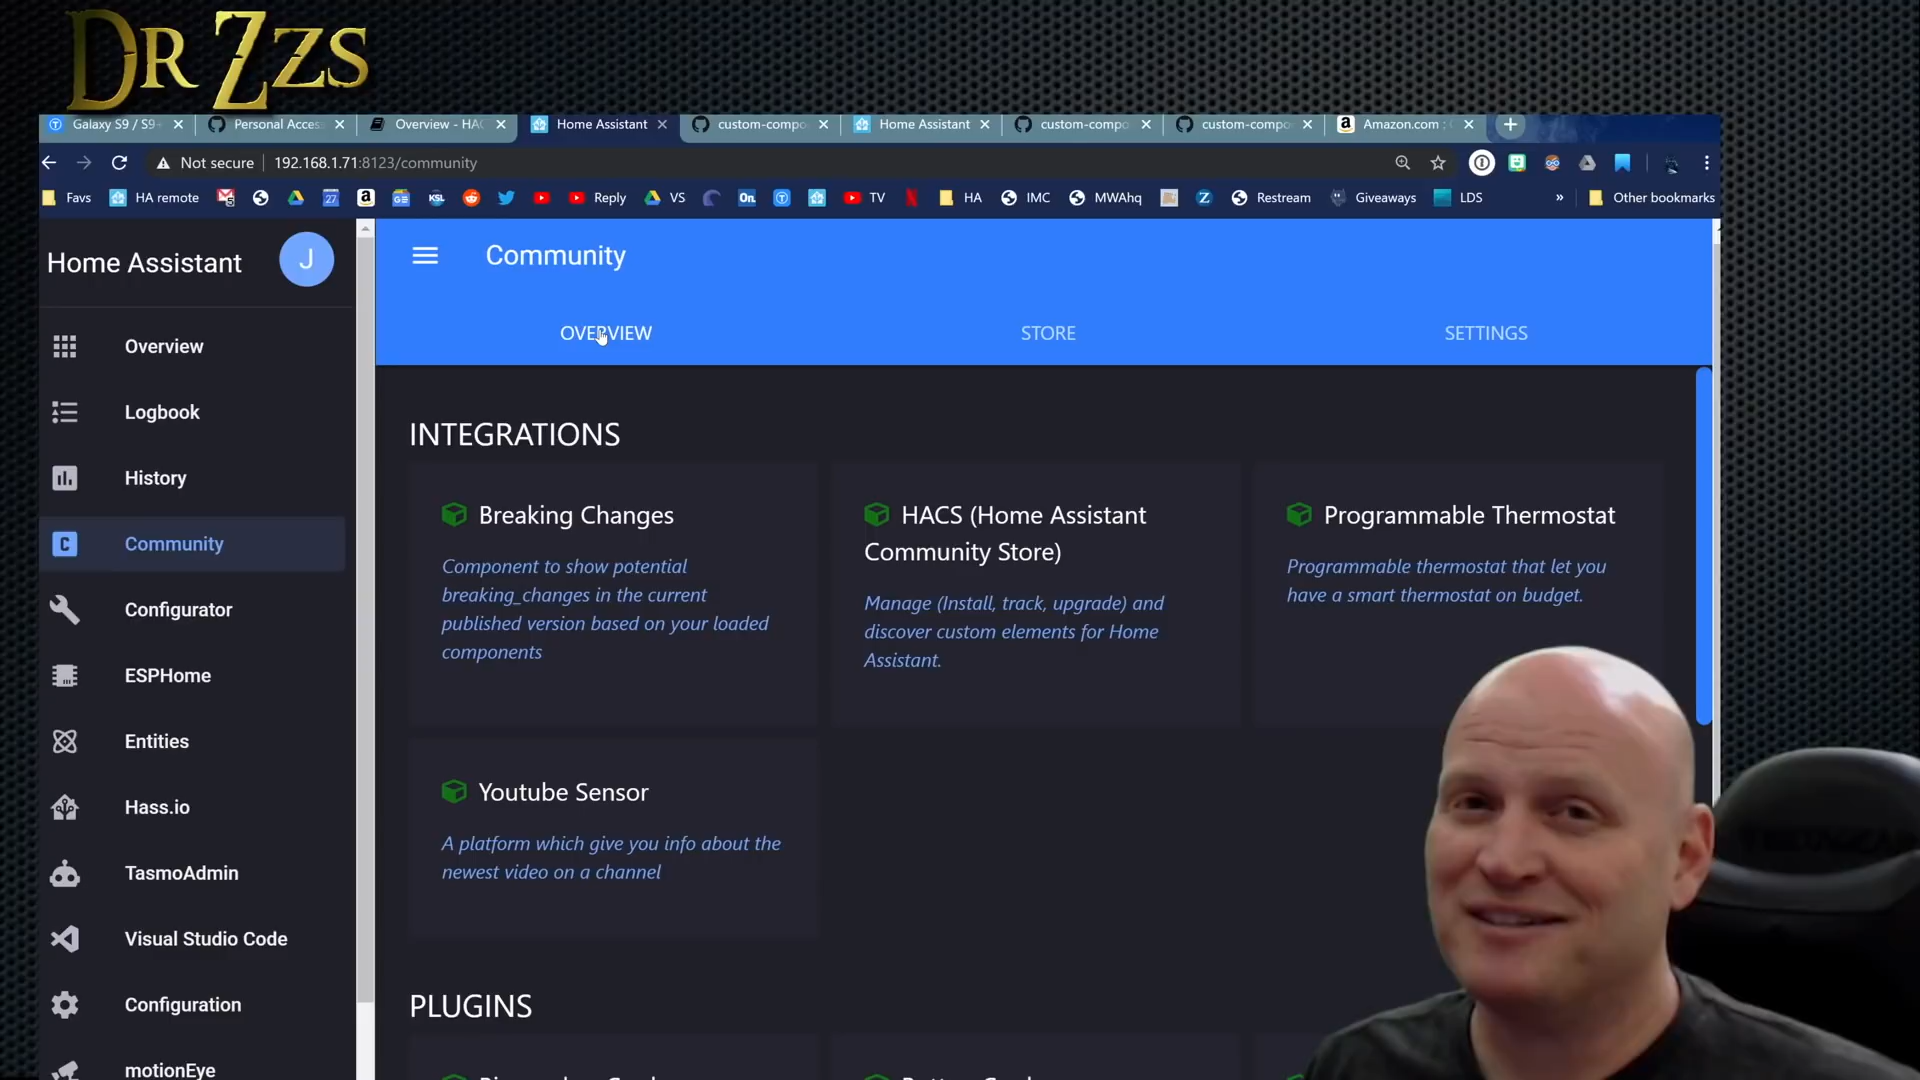 DR ZZS
Galaxy S9 / S9+
Personal Acces
Overview - HAC
Home Assistant
custom-compo
Home Assistant
custom-compo
custom-compo
Amazon.com :
Not secure
192.168.1.71:8123/community
Favs
HA remote
Reply
VS
TV
HA
IMC
MWAhq
Restream
Giveaways
LDS
Other bookmarks
Home Assistant
J
Community
OVERVIEW
STORE
SETTINGS
Overview
Logbook
History
Community
Configurator
ESPHome
Entities
Hass.io
TasmoAdmin
Visual Studio Code
Configuration
motionEye
INTEGRATIONS
Breaking Changes
Component to show potential
breaking_changes in the current
published version based on your loaded
components
HACS (Home Assistant
Community Store)
Manage (Install, track, upgrade) and
discover custom elements for Home
Assistant.
Programmable Thermostat
Programmable thermostat that let you
have a smart thermostat on budget.
Youtube Sensor
A platform which give you info about the
newest video on a channel
PLUGINS